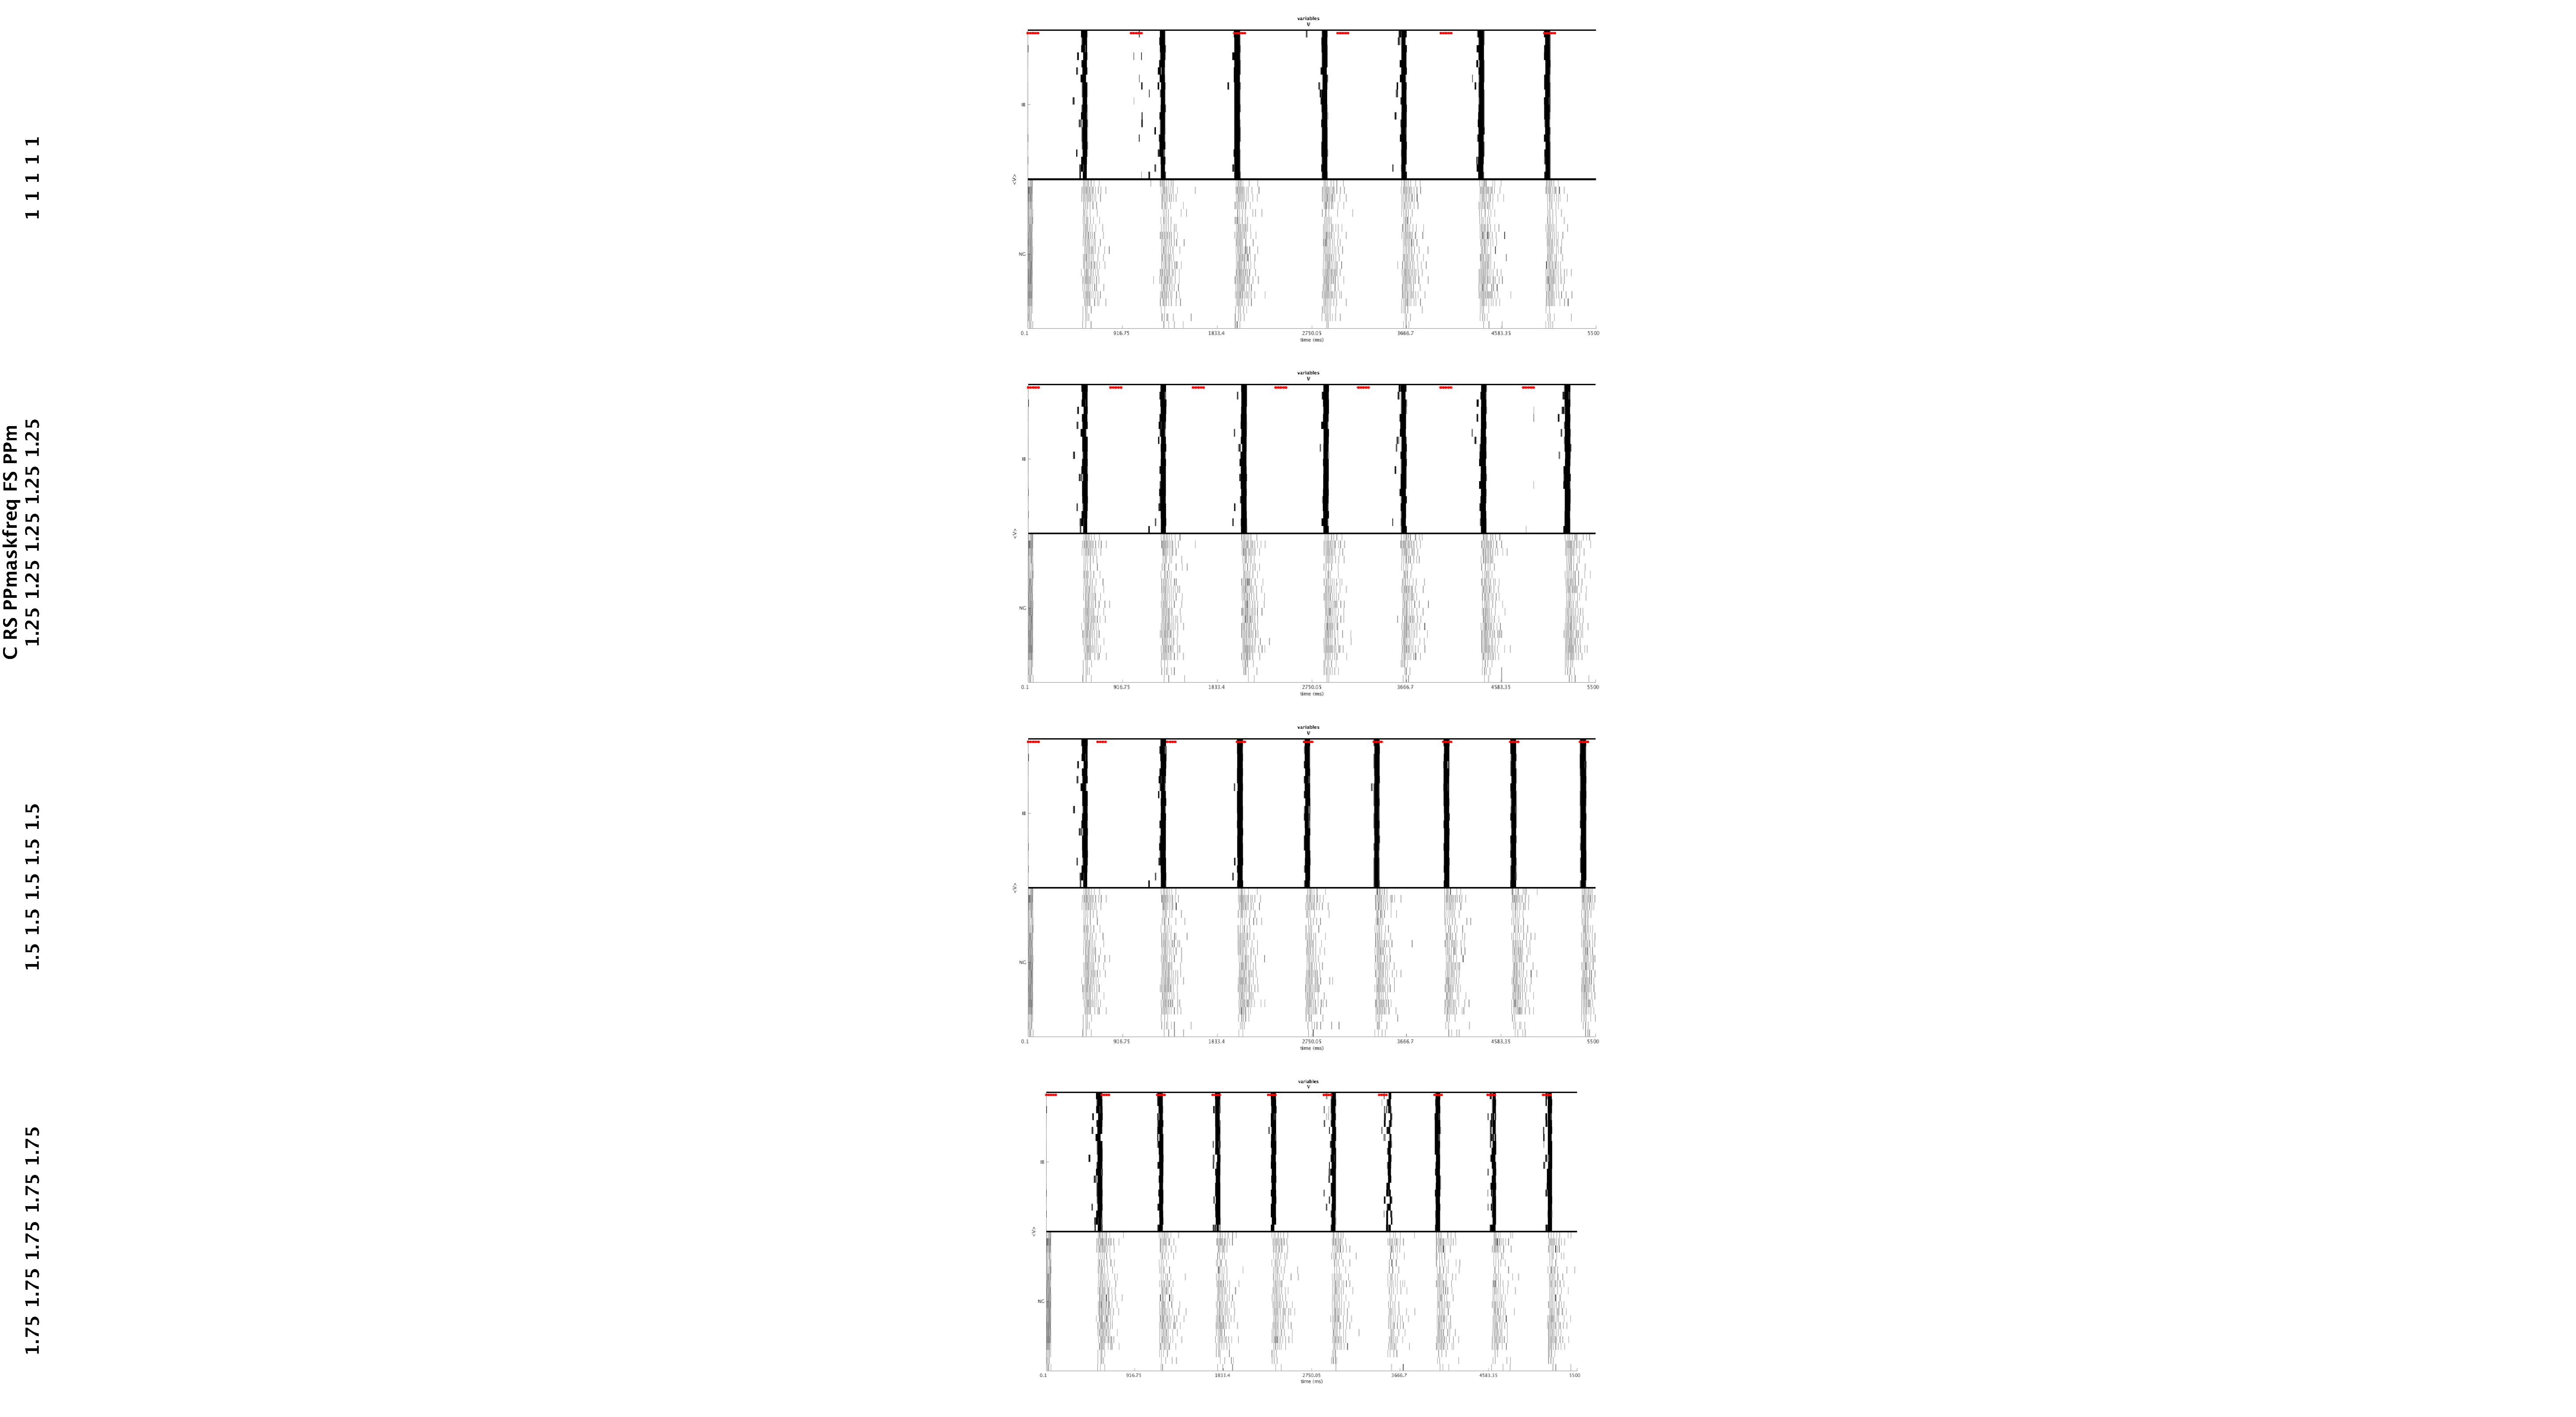 1 1 1 1 1
variables
V
IB
<V>
NG
0.1 916.75 1833.4 2750.05 3666.7 4583.35 5500
time (ms)
C RS PPmaskfreq FS PPm
1.25 1.25 1.25 1.25 1.25
variables
V
IB
<V>
NG
0.1 916.75 1833.4 2750.05 3666.7 4583.35 5500
time (ms)
1.5 1.5 1.5 1.5 1.5
variables
V
IB
<V>
NG
0.1 916.75 1833.4 2750.05 3666.7 4583.35 5500
time (ms)
1.75 1.75 1.75 1.75 1.75
variables
V
IB
<V>
NG
0.1 916.75 1833.4 2750.05 3666.7 4583.35 5500
time (ms)